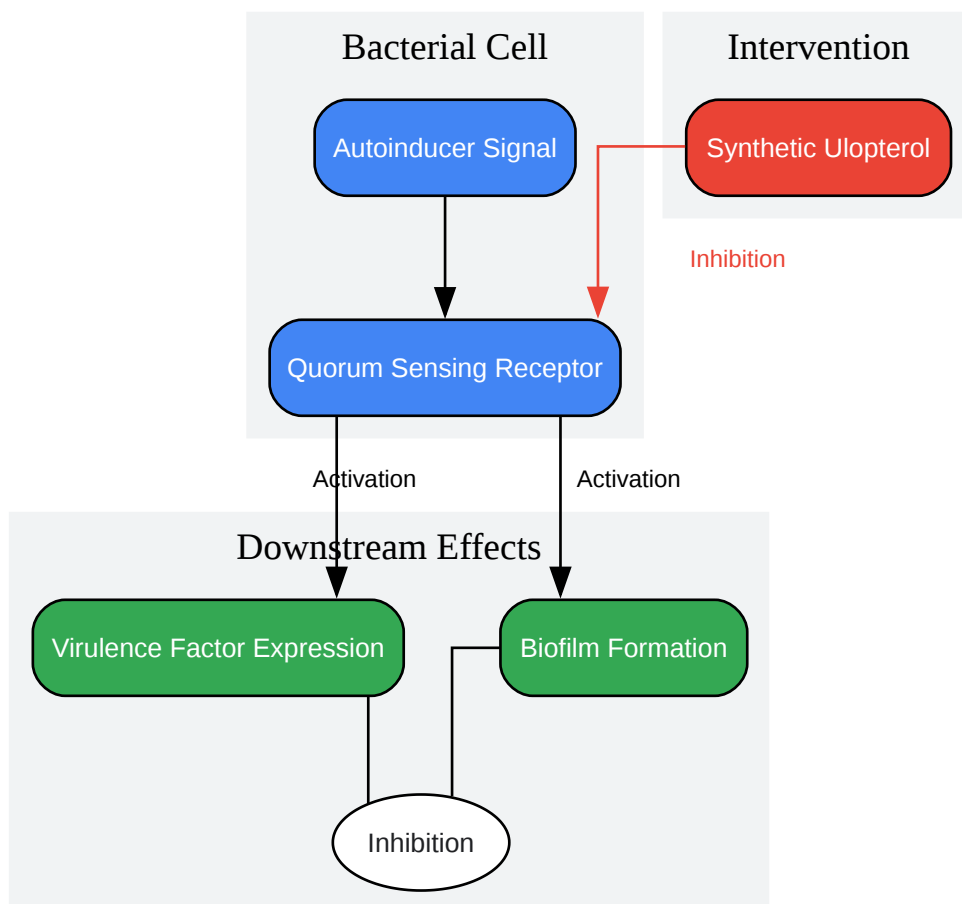 Bacterial Cell
Intervention
Autoinducer Signal
Synthetic Ulopterol
Inhibition
Quorum Sensing Receptor
Activation
Activation
Downstream Effects
Virulence Factor Expression
Biofilm Formation
Inhibition